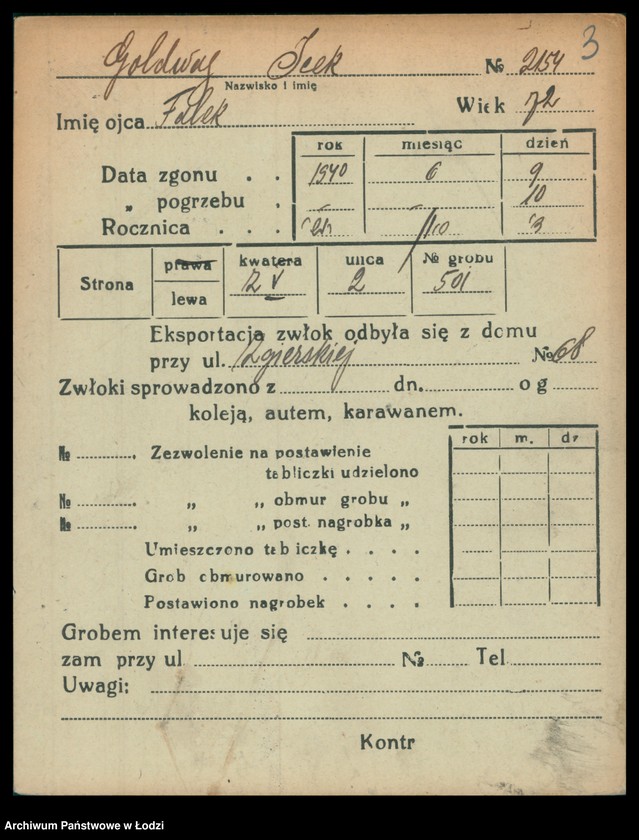 3
Goldwag Icek № 2154
Nazwisko i imię
Imię ojca Falek Wiek 72
rok miesiąc dzień
Data zgonu . . 1940 6 9
„ pogrzebu . „ „ 10
Rocznica . . . 3
Strona prawa kwatera ulica № grobu
lewa Z V 2 501
Eksportacja zwłok odbyła się z domu
przy ul. Zgierskiej № 68
Zwłoki sprowadzono z dn. o g
koleją, autem, karawanem.
rok m. dz
№ . Zezwolenie na postawienie
tabliczki udzielono
№ . „ „ obmur grobu „
№ . „ „ post. nagrobka „
Umieszczono tabliczkę . . . .
Grob obmurowano . . . . .
Postawiono nagrobek . . . .
Grobem interesuje się
zam przy ul № Tel
Uwagi:
Kontr
Archiwum Państwowe w Łodzi